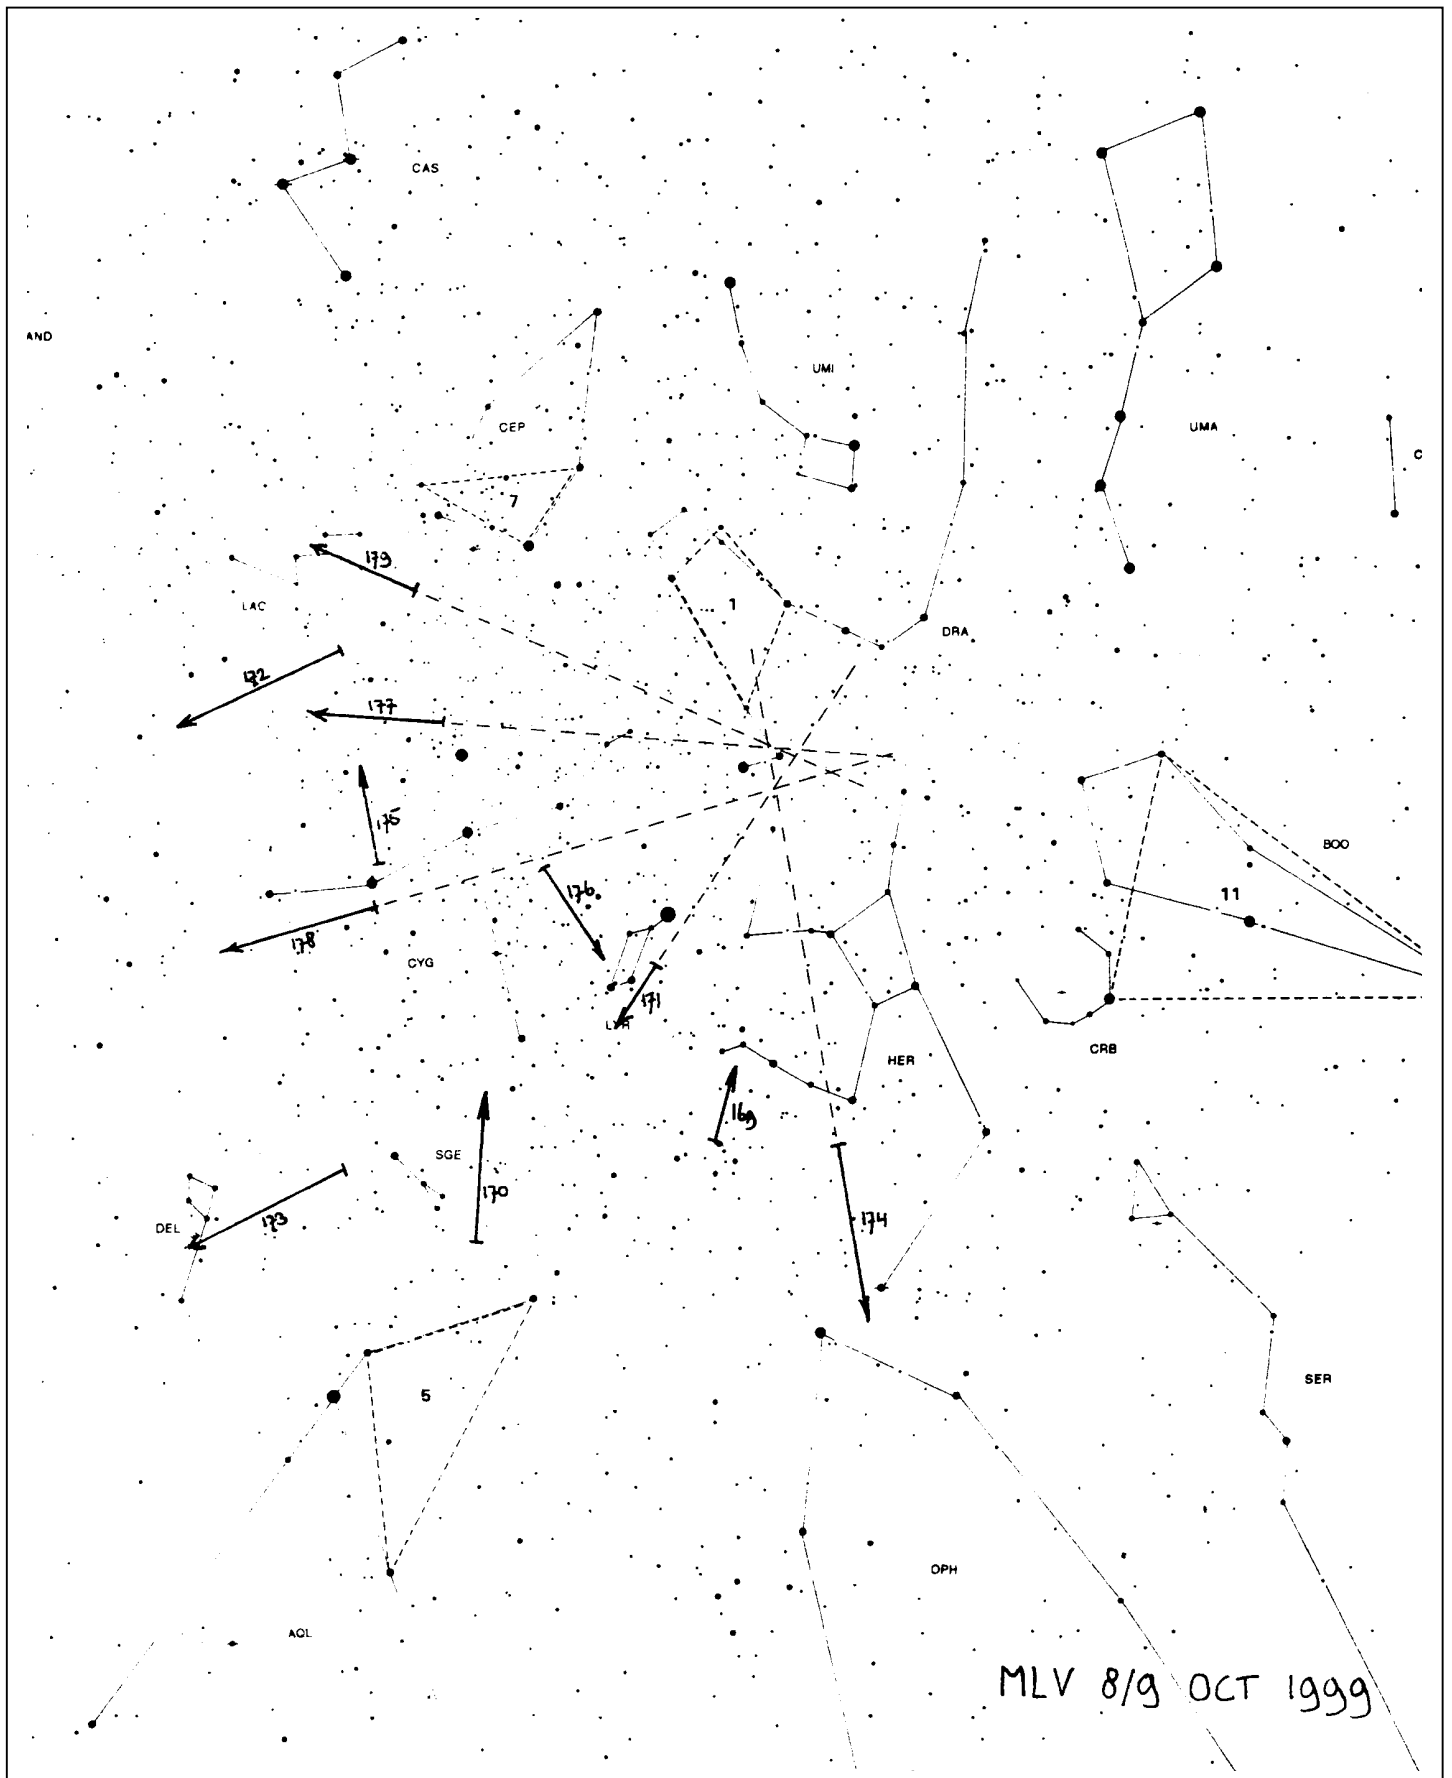 CAS
AND
UMI
CEP
UMA
C
7
179
LAC
1
DRA
172
177
175
BOO
176
11
178
CYG
171
LYR
CRB
HER
169
SGE
170
DEL
173
174
SER
5
OPH
AQL
MLV 8/9 OCT 1999